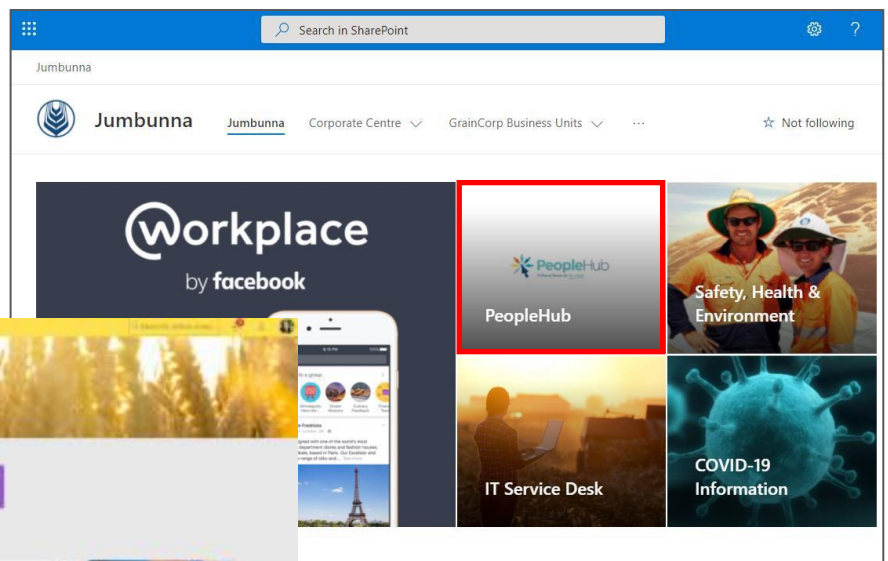 Search in SharePoint
?
Jumbunna
Jumbunna
Jumbunna
Corporate Centre
GrainCorp Business Units
...
Not following
Workplace
by facebook
PeopleHub
PeopleHub
Safety, Health &
Environment
IT Service Desk
COVID-19
Information